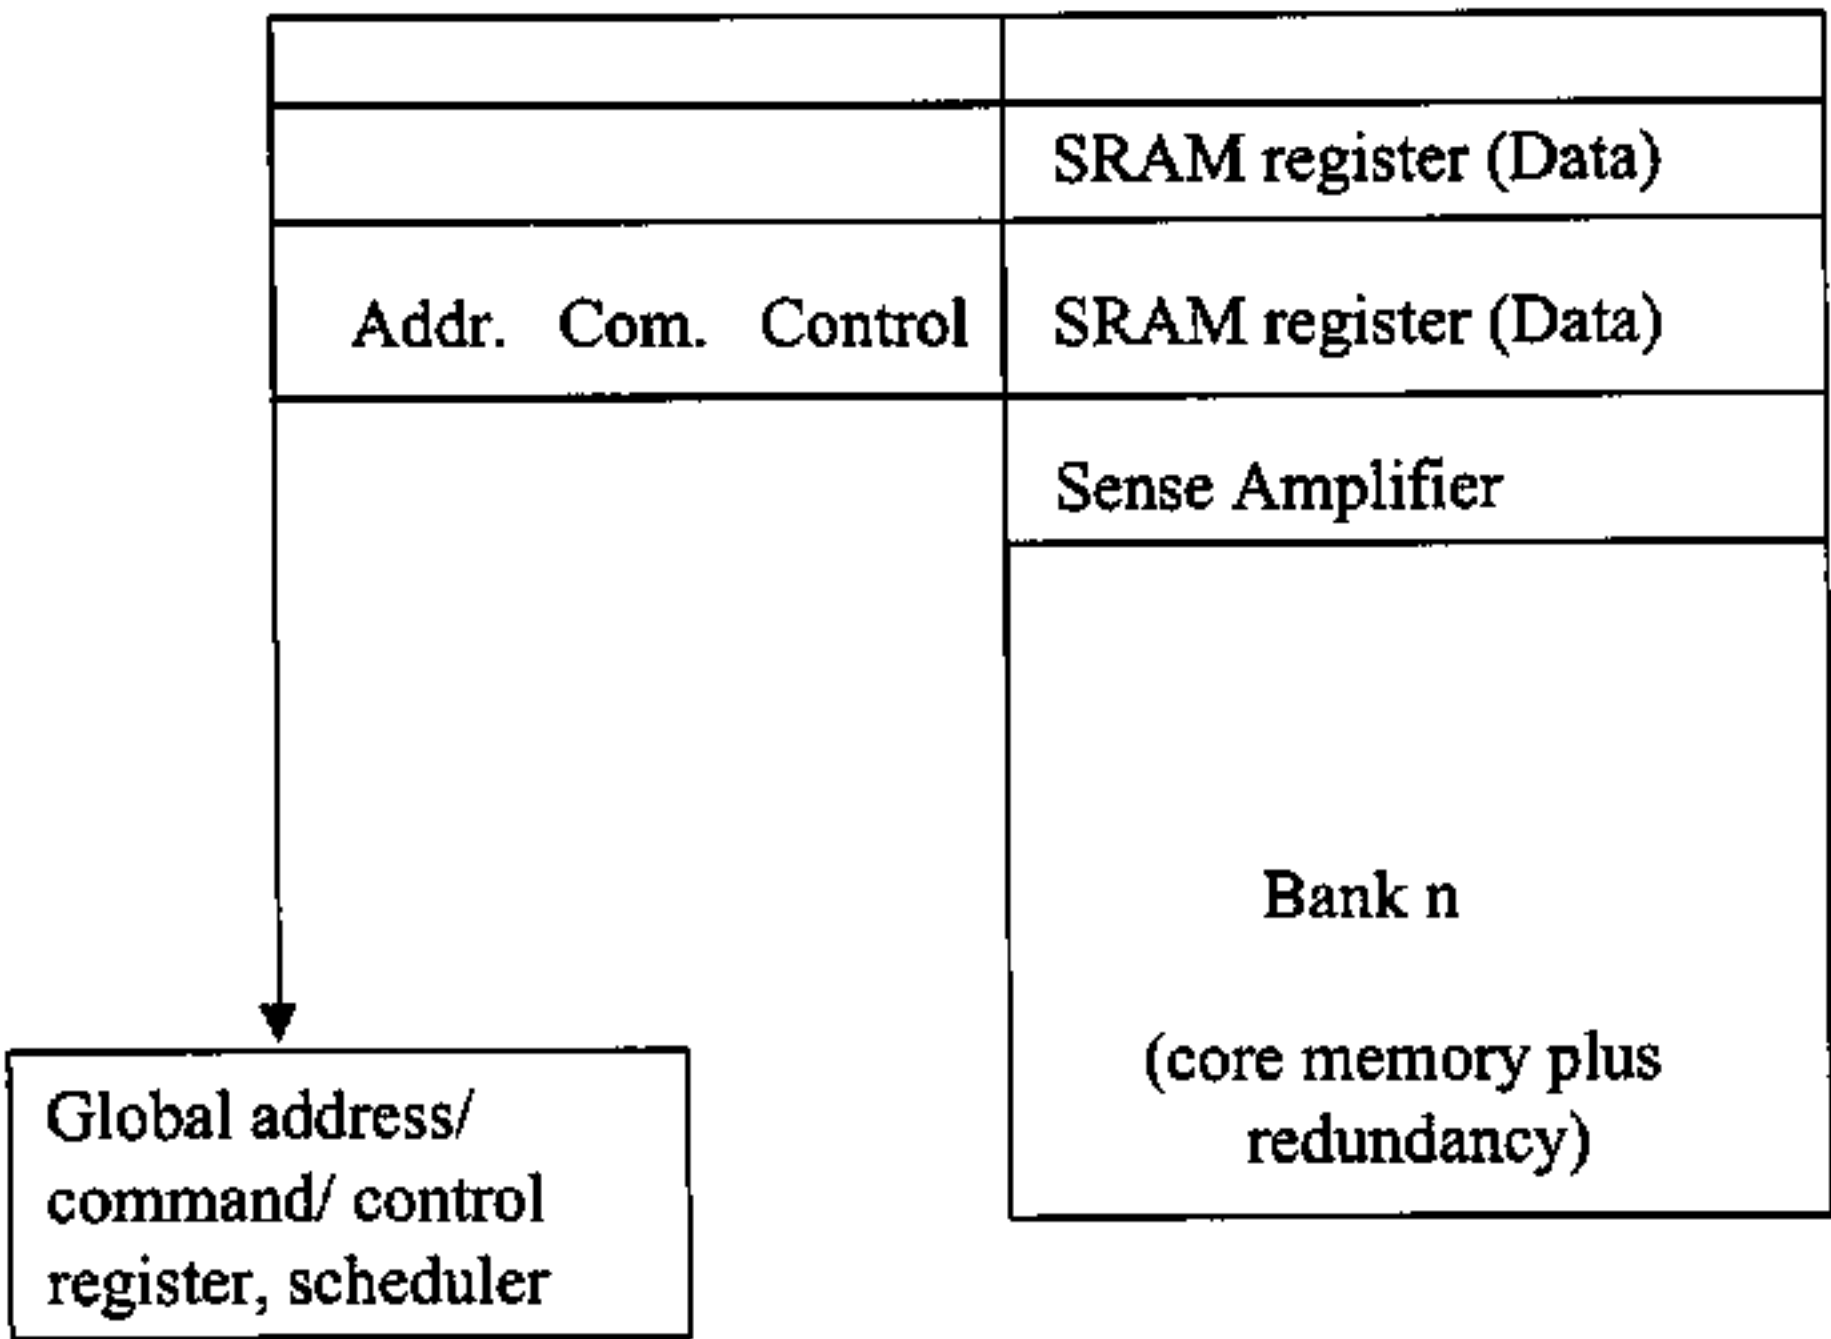 SRAM register (Data)
Addr. Com. Control SRAM register (Data)
Sense Amplifier
Bank n
(core memory plus
redundancy)
Global address/
command/ control
register, scheduler